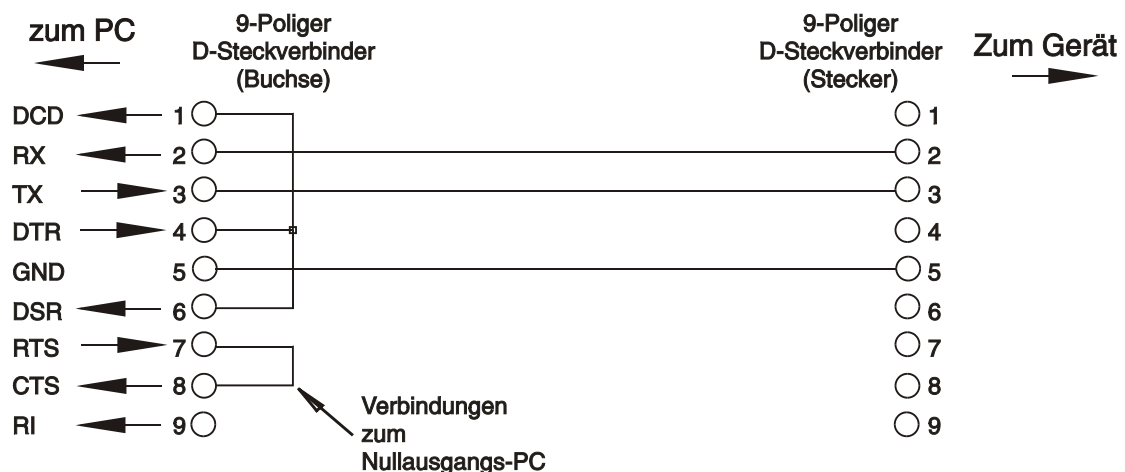 zum PC
9-Poliger
D-Steckverbinder
(Buchse)
9-Poliger
D-Steckverbinder
(Stecker)
Zum Gerät
DCD 1 1
RX 2 2
TX 3 3
DTR 4 4
GND 5 5
DSR 6 6
RTS 7 7
CTS 8 8
RI 9 9
Verbindungen
zum
Nullausgangs-PC